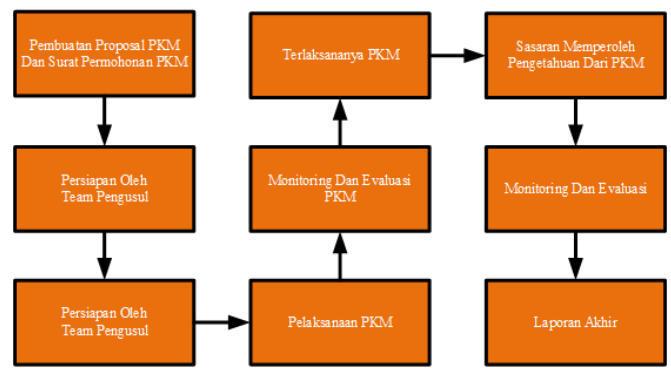 Pembuatan Proposal PKM
Dan Surat Permohonan PKM
Persiapan Oleh
Team Pengusul
Persiapan Oleh
Team Pengusul
Pelaksanaan PKM
Monitoring Dan Evaluasi
PKM
Terlaksananya PKM
Sasaran Memperoleh
Pengetahuan Dari PKM
Monitoring Dan Evaluasi
Laporan Akhir